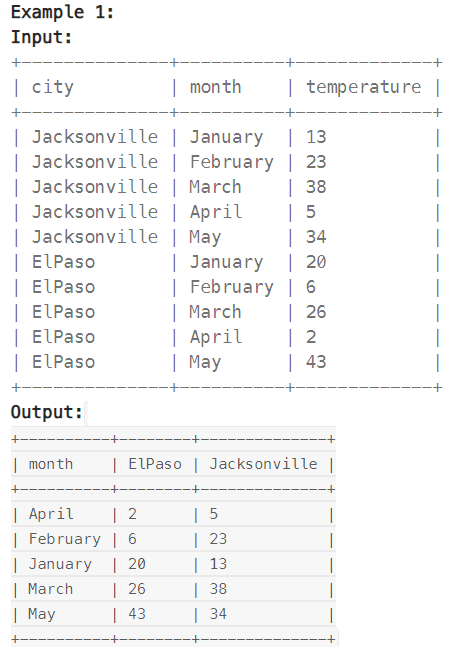 Example 1:
Input:
+--------------+----------+-------------+
| city         | month    | temperature |
+--------------+----------+-------------+
| Jacksonville | January  | 13          |
| Jacksonville | February | 23          |
| Jacksonville | March    | 38          |
| Jacksonville | April    | 5           |
| Jacksonville | May      | 34          |
| ElPaso       | January  | 20          |
| ElPaso       | February | 6           |
| ElPaso       | March    | 26          |
| ElPaso       | April    | 2           |
| ElPaso       | May      | 43          |
+--------------+----------+-------------+
Output:
+----------+--------+--------------+
| month    | ElPaso | Jacksonville |
+----------+--------+--------------+
| April    | 2      | 5            |
| February | 6      | 23           |
| January  | 20     | 13           |
| March    | 26     | 38           |
| May      | 43     | 34           |
+----------+--------+--------------+